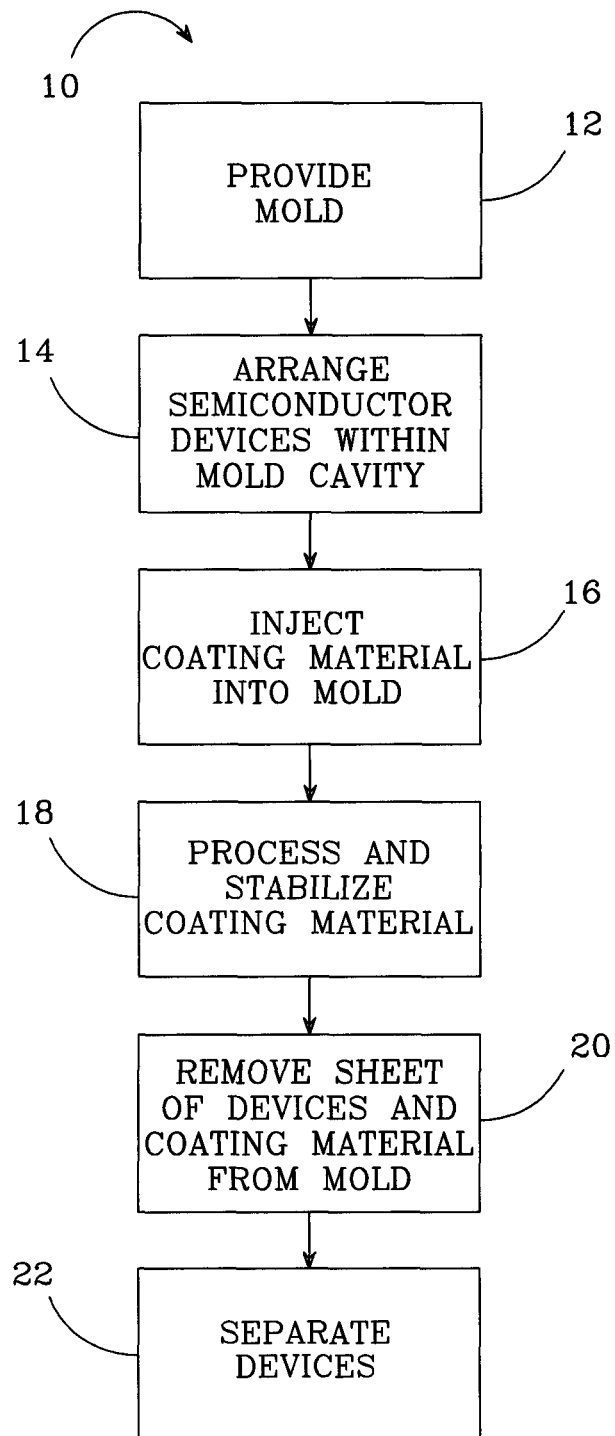 10
12
PROVIDE
MOLD
14
ARRANGE
SEMICONDUCTOR
DEVICES WITHIN
MOLD CAVITY
16
INJECT
COATING MATERIAL
INTO MOLD
18
PROCESS AND
STABILIZE
COATING MATERIAL
20
REMOVE SHEET
OF DEVICES AND
COATING MATERIAL
FROM MOLD
22
SEPARATE
DEVICES